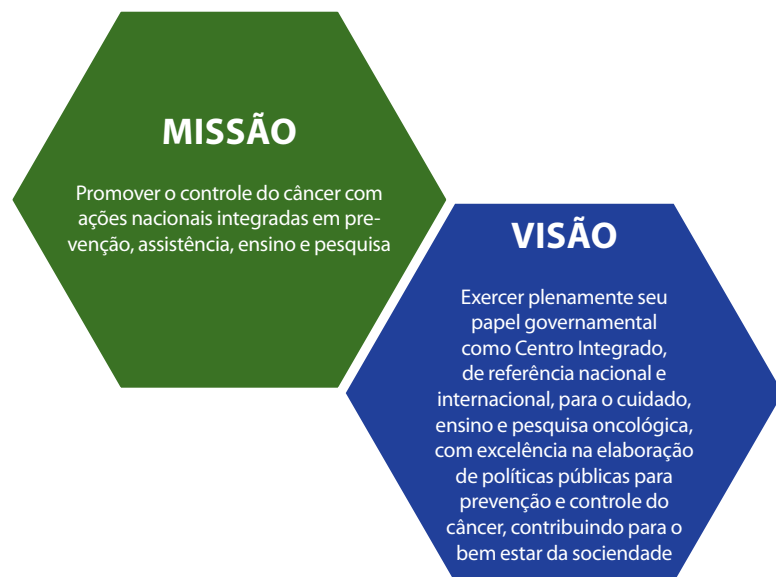 MISSÃO
Promover o controle do câncer com
ações nacionais integradas em pre-
venção, assistência, ensino e pesquisa
VISÃO
Exercer plenamente seu
papel governamental
como Centro Integrado,
de referência nacional e
internacional, para o cuidado,
ensino e pesquisa oncológica,
com excelência na elaboração
de políticas públicas para
prevenção e controle do
câncer, contribuindo para o
bem estar da sociendade